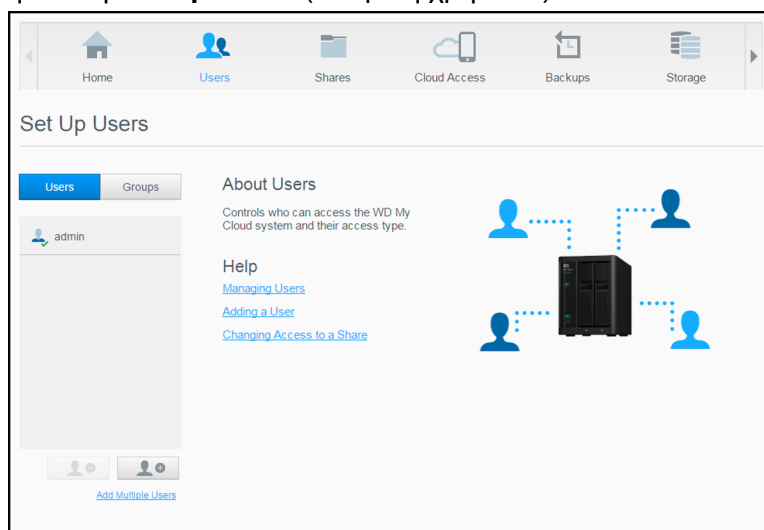 Home
Users
Shares
Cloud Access
Backups
Storage
Set Up Users
Users
Groups
admin
About Users
Controls who can access the WD My
Cloud system and their access type.
Help
Managing Users
Adding a User
Changing Access to a Share
Add Multiple Users